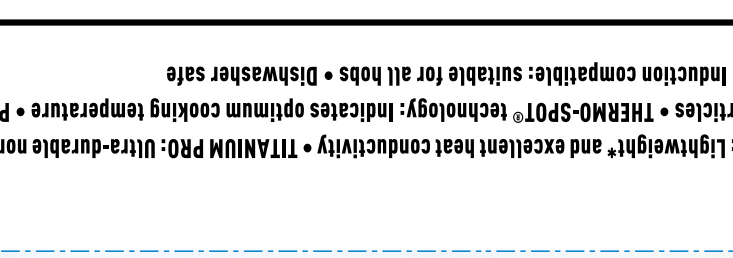 : Lightweight* and excellent heat conductivity • TITANIUM PRO: Ultra-durable non
rticles • THERMO-SPOT® technology: Indicates optimum cooking temperature • P
Induction compatible: suitable for all hobs • Dishwasher safe